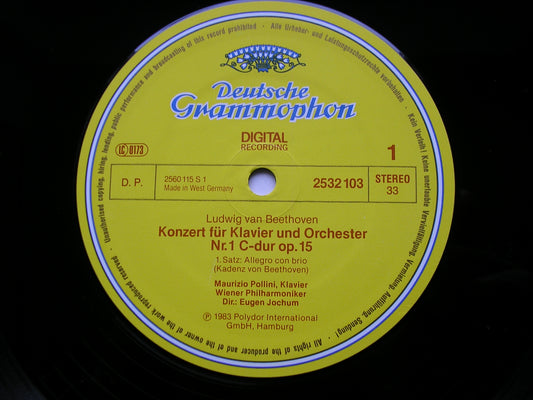 Deutsche
Grammophon
DIGITAL
RECORDING
LC 0173
1
D. P.
2560 115 S 1
Made in West Germany
2532 103
STEREO
33
Ludwig van Beethoven
Konzert für Klavier und Orchester
Nr. 1 C-dur op. 15
1. Satz: Allegro con brio
(Kadenz von Beethoven)
Maurizio Pollini, Klavier
Wiener Philharmoniker
Dir.: Eugen Jochum
Ⓟ 1983 Polydor International
GmbH, Hamburg
Alle Urheber- und Leistungsschutzrechte vorbehalten · Kein Verleih! Keine unerlaubte Vervielfältigung, Vermietung, Aufführung, Sendung!
All rights of the producer and of the owner of the work reproduced reserved · Unauthorized copying, hiring, lending, public performance and broadcasting of this record prohibited ·